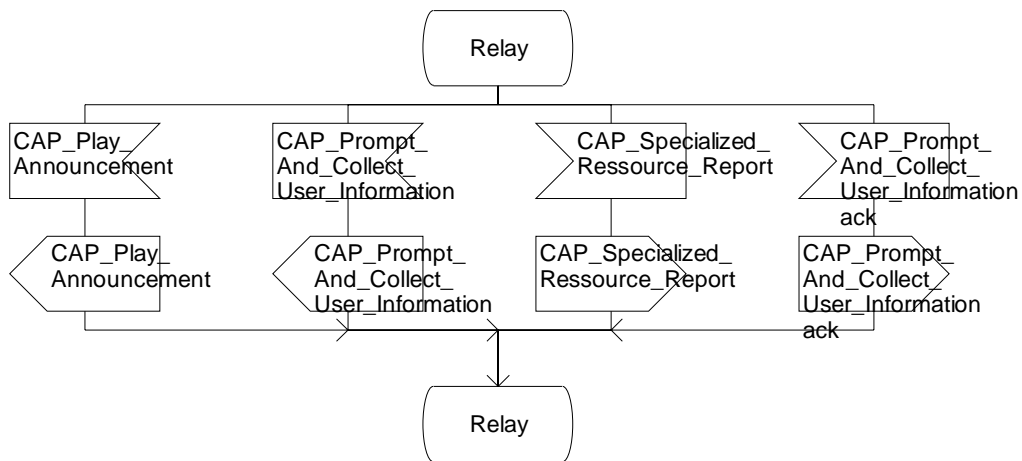 Relay
CAP_Play_
Announcement
CAP_Prompt_
And_Collect_
User_Information
CAP_Specialized_
Ressource_Report
CAP_Prompt_
And_Collect_
User_Information
ack
CAP_Play_
Announcement
CAP_Prompt_
And_Collect_
User_Information
CAP_Specialized_
Ressource_Report
CAP_Prompt_
And_Collect_
User_Information
ack
Relay